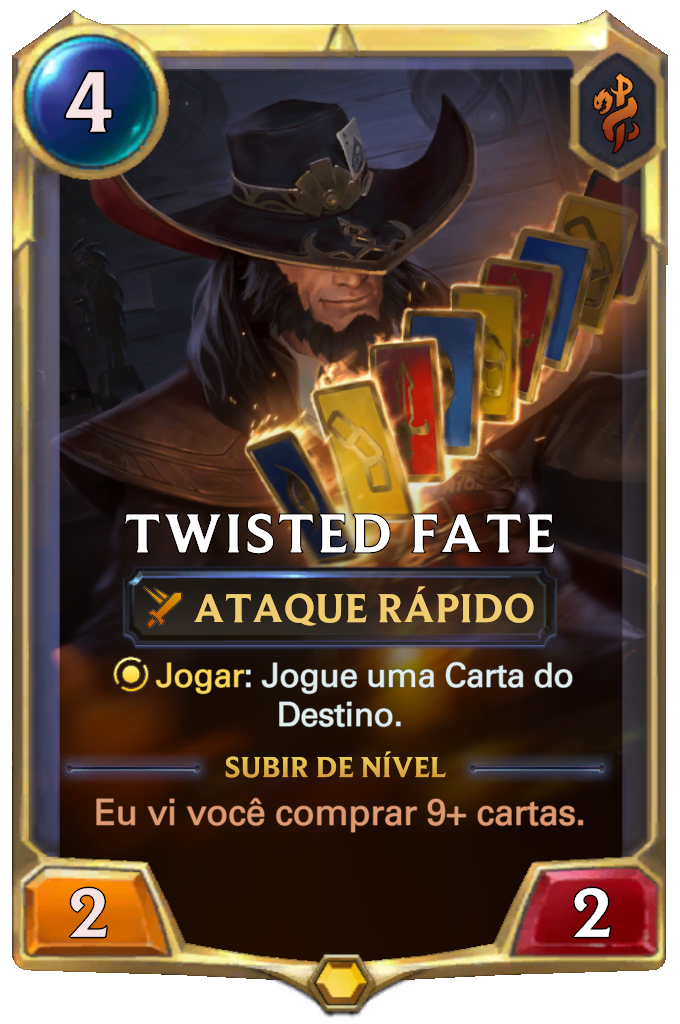 4
TWISTED FATE
ATAQUE RÁPIDO
Jogar: Jogue uma Carta do
Destino.
SUBIR DE NÍVEL
Eu vi você comprar 9+ cartas.
2
2